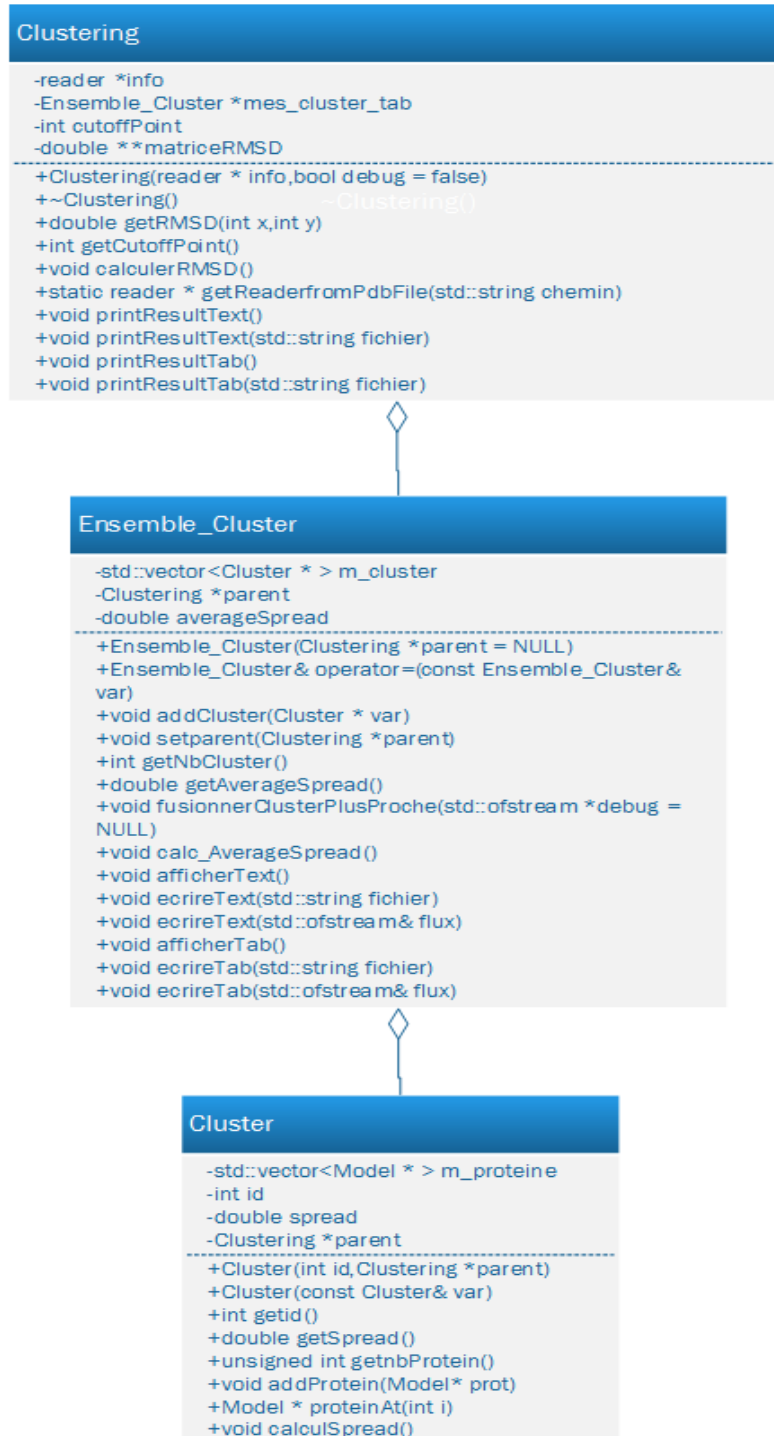 Clustering
-reader *info
-Ensemble_Cluster *mes_cluster_tab
-int cutoffPoint
-double **matriceRMSD
+Clustering(reader * info,bool debug = false)
+~Clustering()
~Clustering()
+double getRMSD(int x,int y)
+int getCutoffPoint()
+void calculerRMSD()
+static reader * getReaderfromPdbFile(std::string chemin)
+void printResultText()
+void printResultText(std::string fichier)
+void printResultTab()
+void printResultTab(std::string fichier)
Ensemble_Cluster
-std::vector<Cluster * > m_cluster
-Clustering *parent
-double averageSpread
+Ensemble_Cluster(Clustering *parent = NULL)
+Ensemble_Cluster& operator=(const Ensemble_Cluster&
var)
+void addCluster(Cluster * var)
+void setparent(Clustering *parent)
+int getNbCluster()
+double getAverageSpread()
+void fusionnerClusterPlusProche(std::ofstream *debug =
NULL)
+void calc_AverageSpread()
+void afficherText()
+void ecrireText(std::string fichier)
+void ecrireText(std::ofstream& flux)
+void afficherTab()
+void ecrireTab(std::string fichier)
+void ecrireTab(std::ofstream& flux)
Cluster
-std::vector<Model * > m_proteine
-int id
-double spread
-Clustering *parent
+Cluster(int id,Clustering *parent)
+Cluster(const Cluster& var)
+int getid()
+double getSpread()
+unsigned int getnbProtein()
+void addProtein(Model* prot)
+Model * proteinAt(int i)
+void calculSpread()